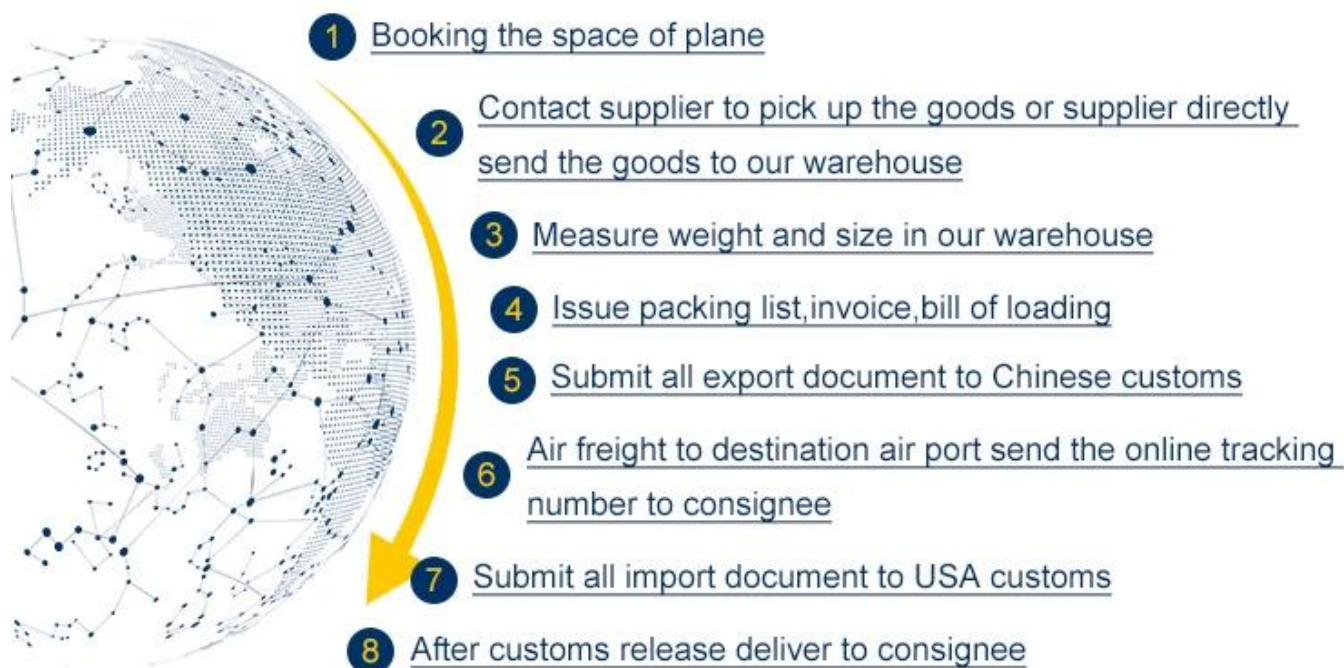 1 Booking the space of plane
2 Contact supplier to pick up the goods or supplier directly
send the goods to our warehouse
3 Measure weight and size in our warehouse
4 Issue packing list,invoice,bill of loading
5 Submit all export document to Chinese customs
6 Air freight to destination air port send the online tracking
number to consignee
7 Submit all import document to USA customs
8 After customs release deliver to consignee